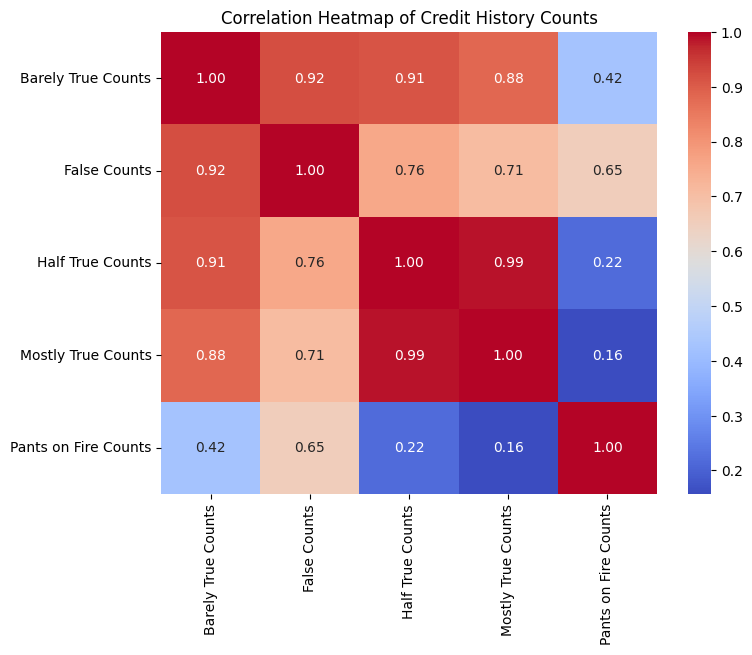 Correlation Heatmap of Credit History Counts
Barely True Counts 1.00 0.92 0.91 0.88 0.42
False Counts 0.92 1.00 0.76 0.71 0.65
Half True Counts 0.91 0.76 1.00 0.99 0.22
Mostly True Counts 0.88 0.71 0.99 1.00 0.16
Pants on Fire Counts 0.42 0.65 0.22 0.16 1.00
Barely True Counts
False Counts
Half True Counts
Mostly True Counts
Pants on Fire Counts
1.0
0.9
0.8
0.7
0.6
0.5
0.4
0.3
0.2